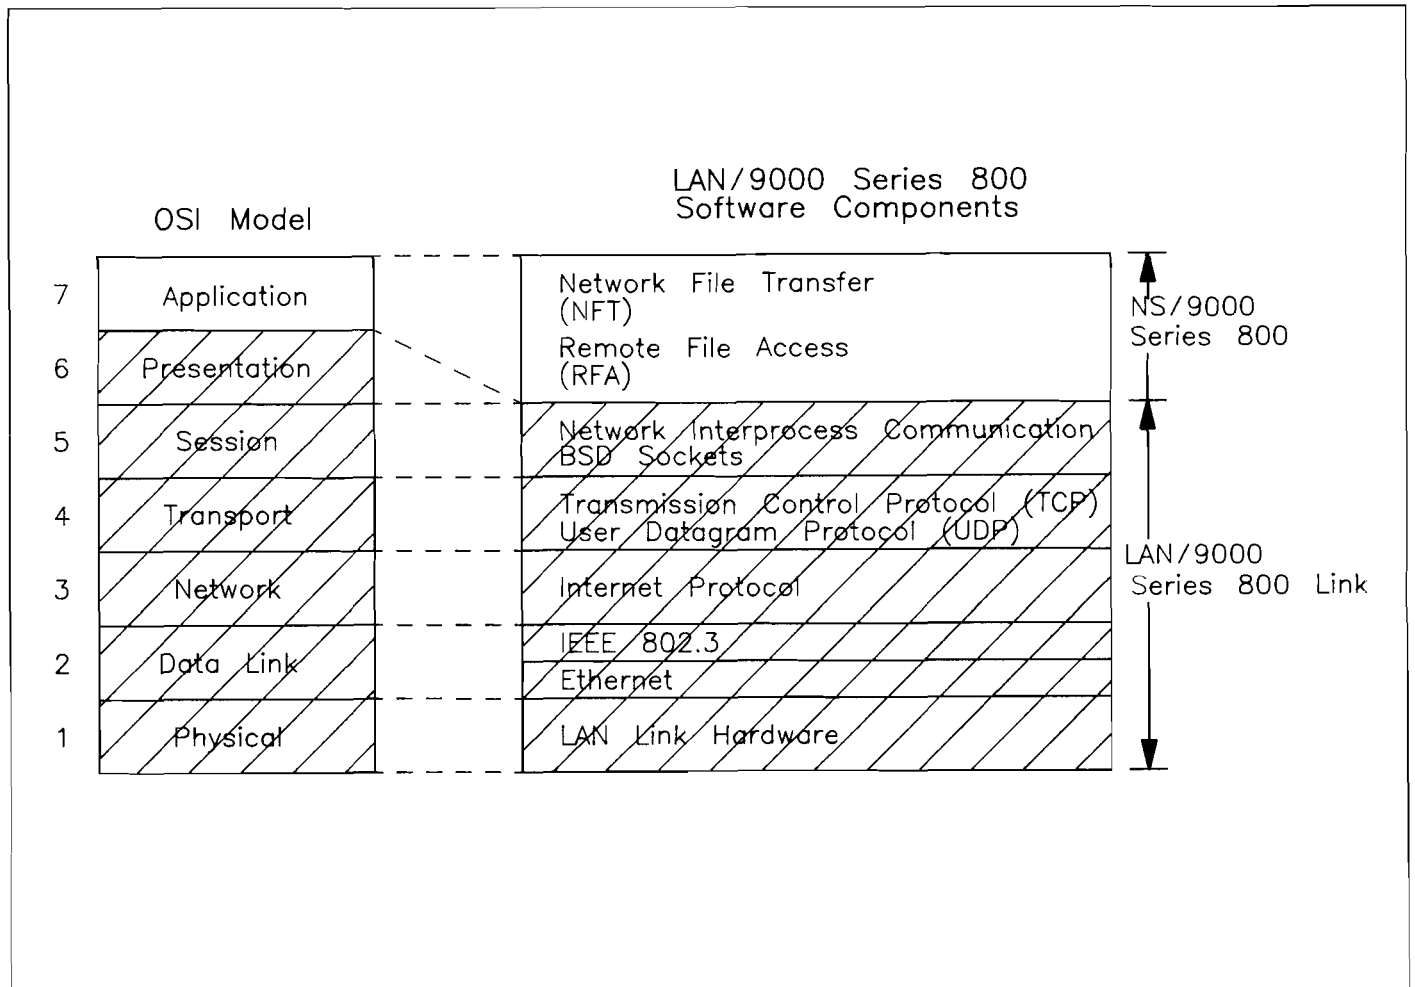 LAN/9000 Series 800
Software Components
OSI Model
7
Application
6
Presentation
5
Session
4
Transport
3
Network
2
Data Link
1
Physical
Network File Transfer
(NFT)
Remote File Access
(RFA)
Network Interprocess Communication
BSD Sockets
Transmission Control Protocol (TCP)
User Datagram Protocol (UDP)
Internet Protocol
IEEE 802.3
Ethernet
LAN Link Hardware
NS/9000
Series 800
LAN/9000
Series 800 Link